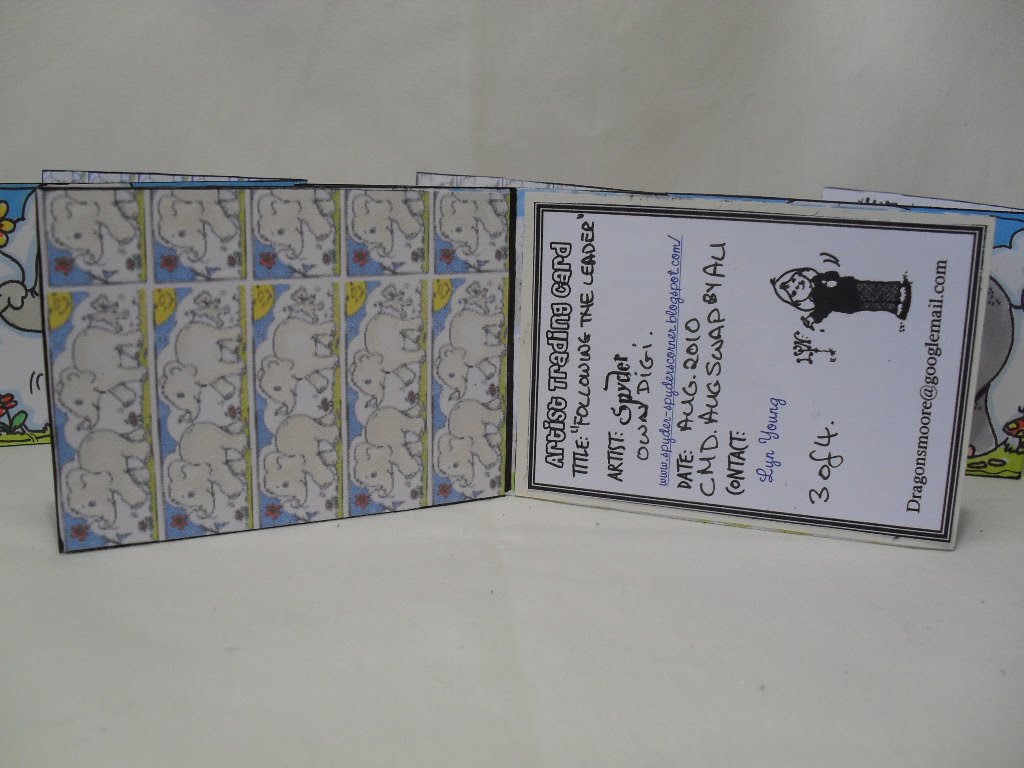 Artist Trading Card
TITLE: "FOLLOWING THE LEADER"
ARTIST: Spyder
OWN DIGI.
www.spyder-spyderscorner.blogspot.com/
DATE: AUG. 2010
CMD. AUG SWAP BY ALI
CONTACT:
Lyn Young
3 of 4.
Dragonsmoore@googlemail.com